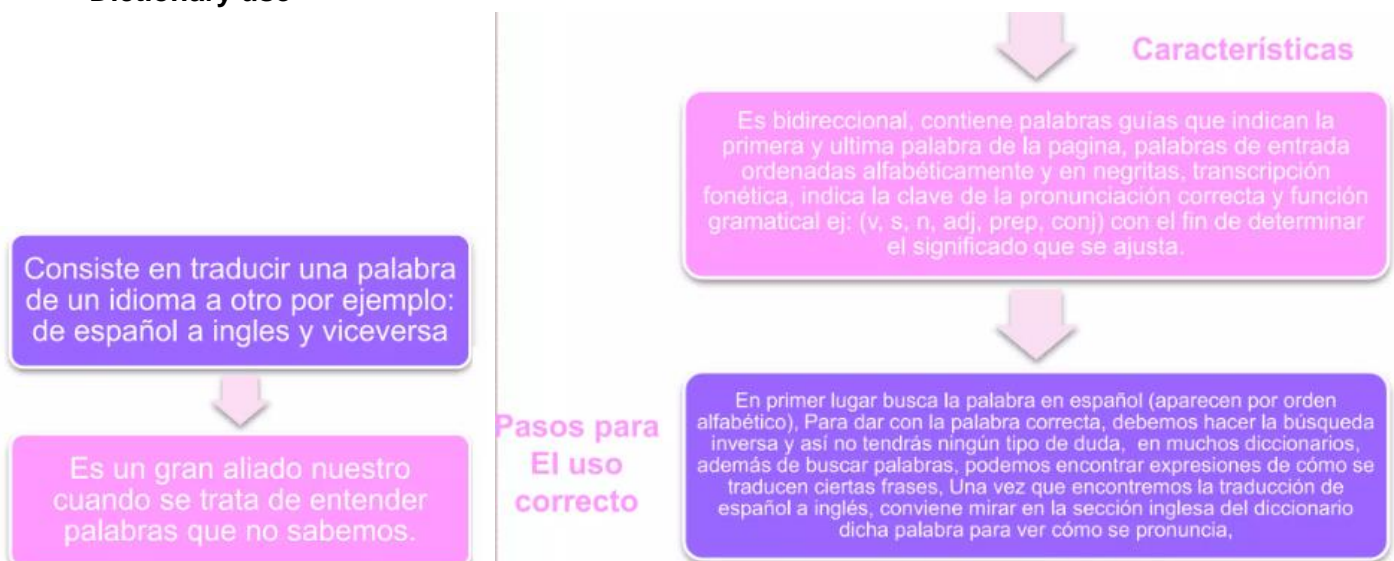 Dictionary use
Consiste en traducir una palabra
de un idioma a otro por ejemplo:
de español a ingles y viceversa
Es un gran aliado nuestro
cuando se trata de entender
palabras que no sabemos.
Características
Es bidireccional, contiene palabras guías que indican la
primera y ultima palabra de la pagina, palabras de entrada
ordenadas alfabéticamente y en negritas, transcripción
fonética, indica la clave de la pronunciación correcta y función
gramatical ej: (v, s, n, adj, prep, conj) con el fin de determinar
el significado que se ajusta.
Pasos para
El uso
correcto
En primer lugar busca la palabra en español (aparecen por orden
alfabético), Para dar con la palabra correcta, debemos hacer la búsqueda
inversa y así no tendrás ningún tipo de duda, en muchos diccionarios,
además de buscar palabras, podemos encontrar expresiones de cómo se
traducen ciertas frases, Una vez que encontremos la traducción de
español a inglés, conviene mirar en la sección inglesa del diccionario
dicha palabra para ver cómo se pronuncia,